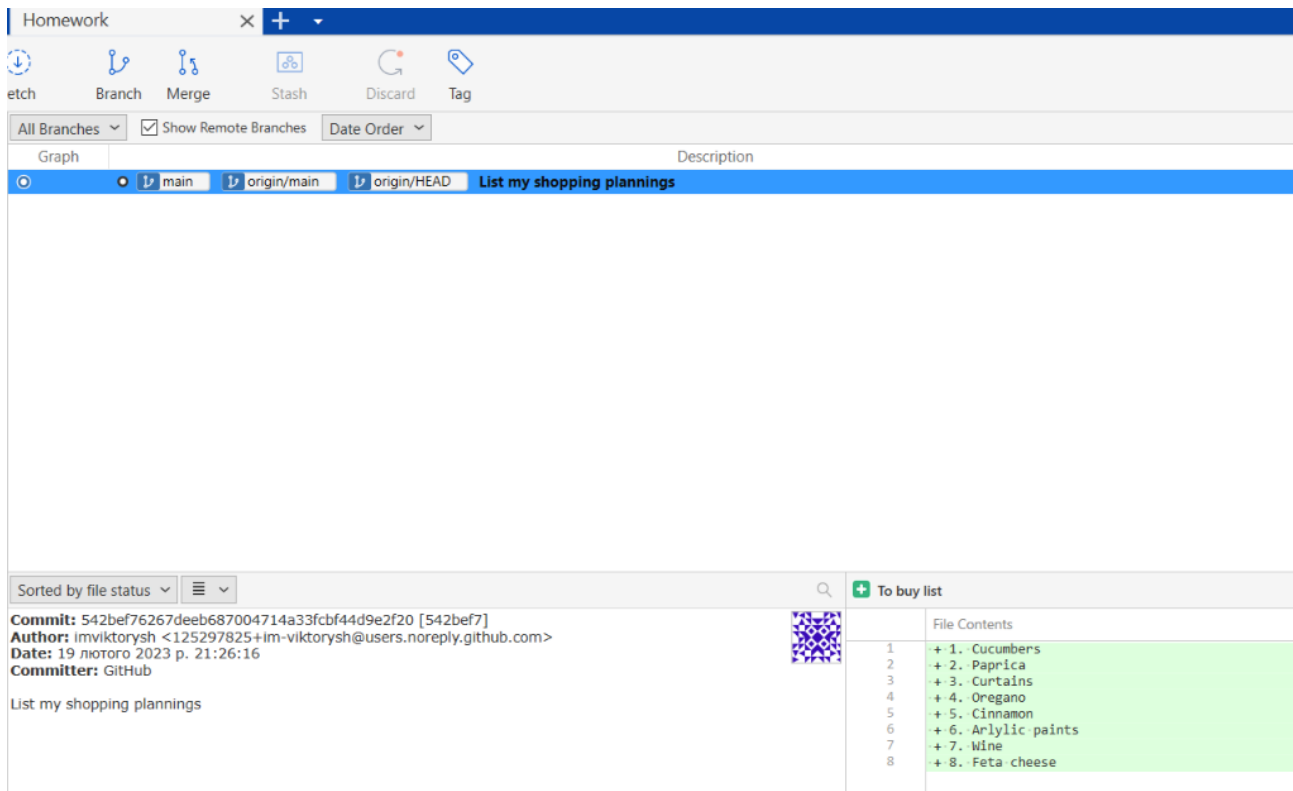 Homework
etch Branch Merge Stash Discard Tag
All Branches Show Remote Branches Date Order
Graph Description
main origin/main origin/HEAD List my shopping plannings
Sorted by file status
Commit: 542bef76267deeb687004714a33fcbf44d9e2f20 [542bef7]
Author: imviktorysh <125297825+im-viktorysh@users.noreply.github.com>
Date: 19 лютого 2023 р. 21:26:16
Committer: GitHub
List my shopping plannings
To buy list
File Contents
1 + 1. Cucumbers
2 + 2. Paprica
3 + 3. Curtains
4 + 4. Oregano
5 + 5. Cinnamon
6 + 6. Arlylic paints
7 + 7. Wine
8 + 8. Feta cheese